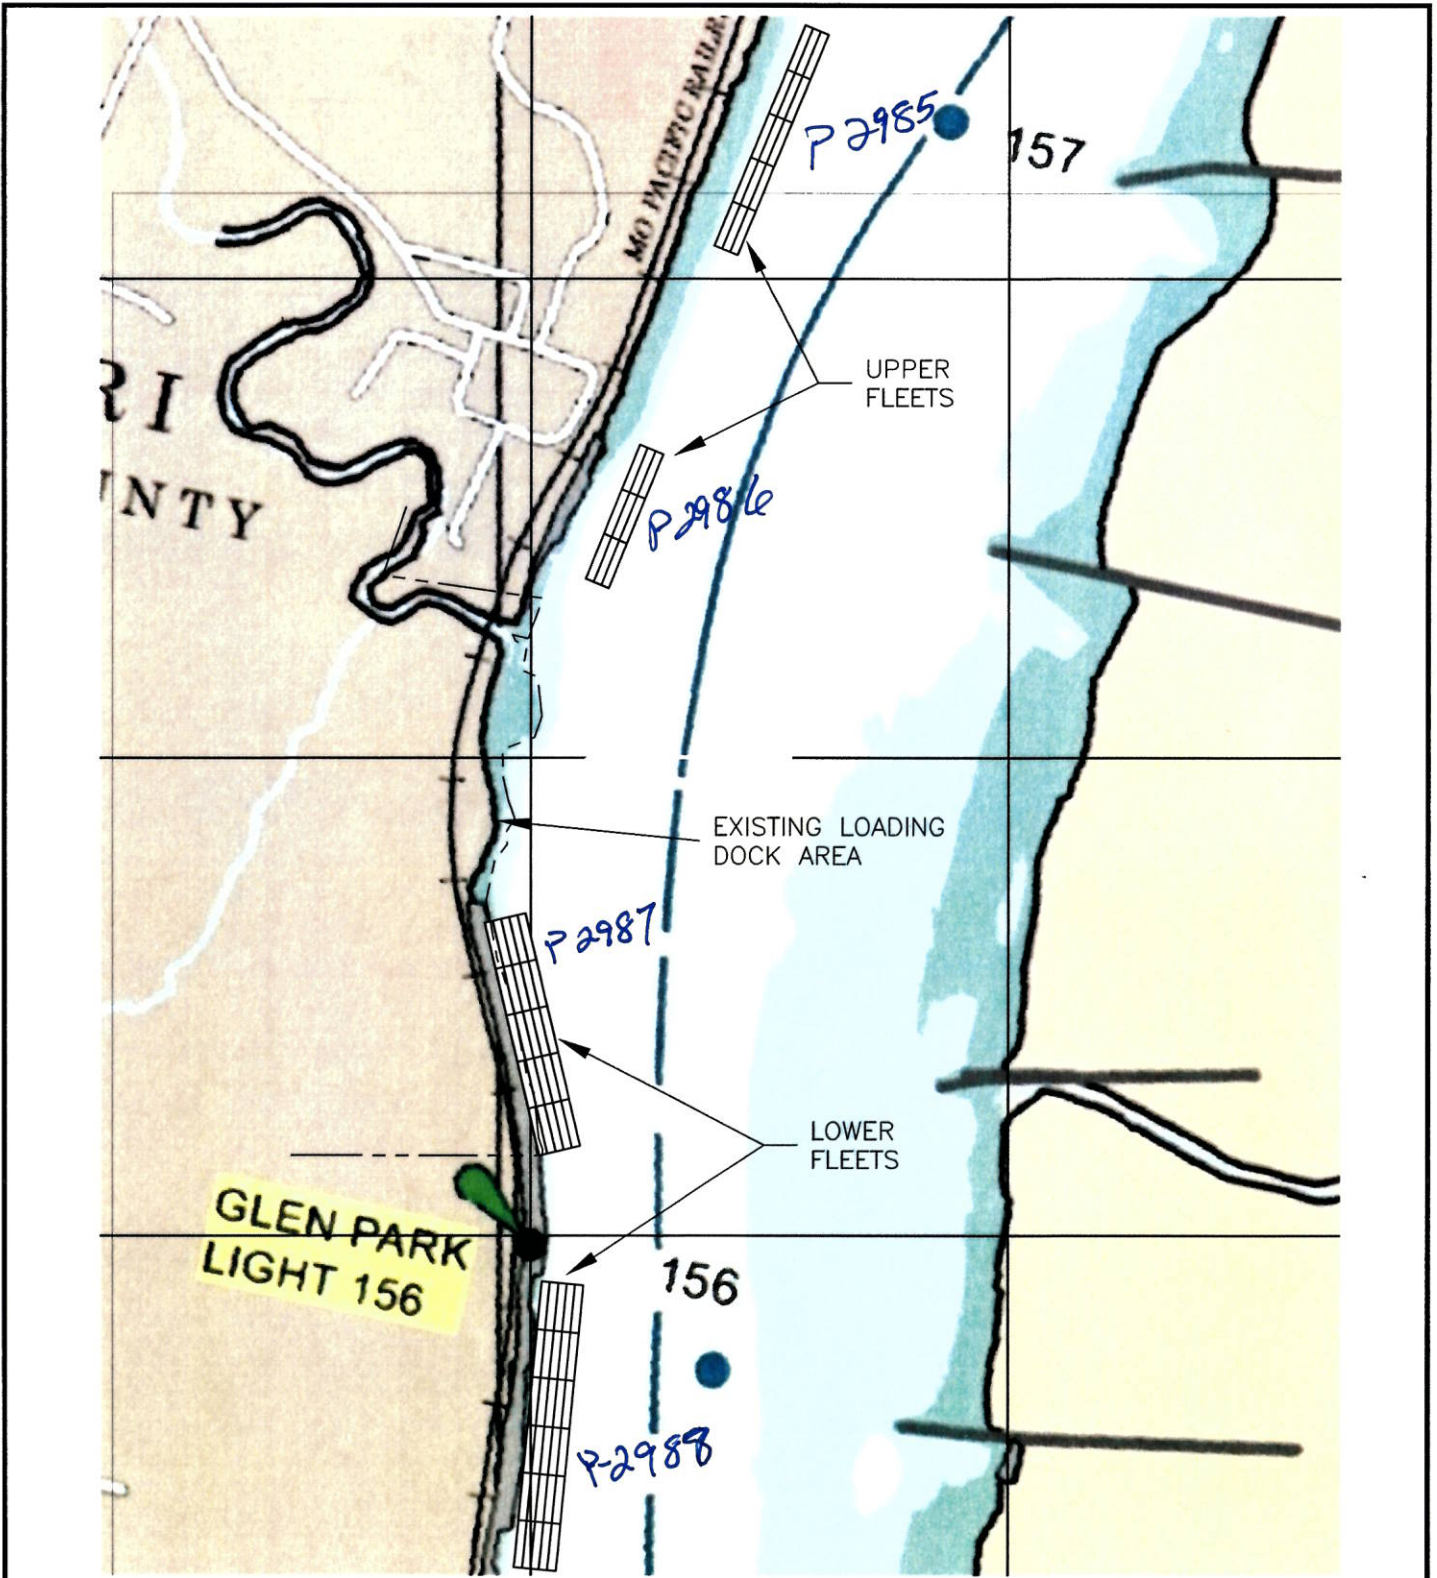 MO PACIFIC RAILR
P 2985
157
UPPER
FLEETS
RI
P 2986
NTY
EXISTING LOADING
DOCK AREA
P 2987
LOWER
FLEETS
GLEN PARK
LIGHT 156
156
P-2988